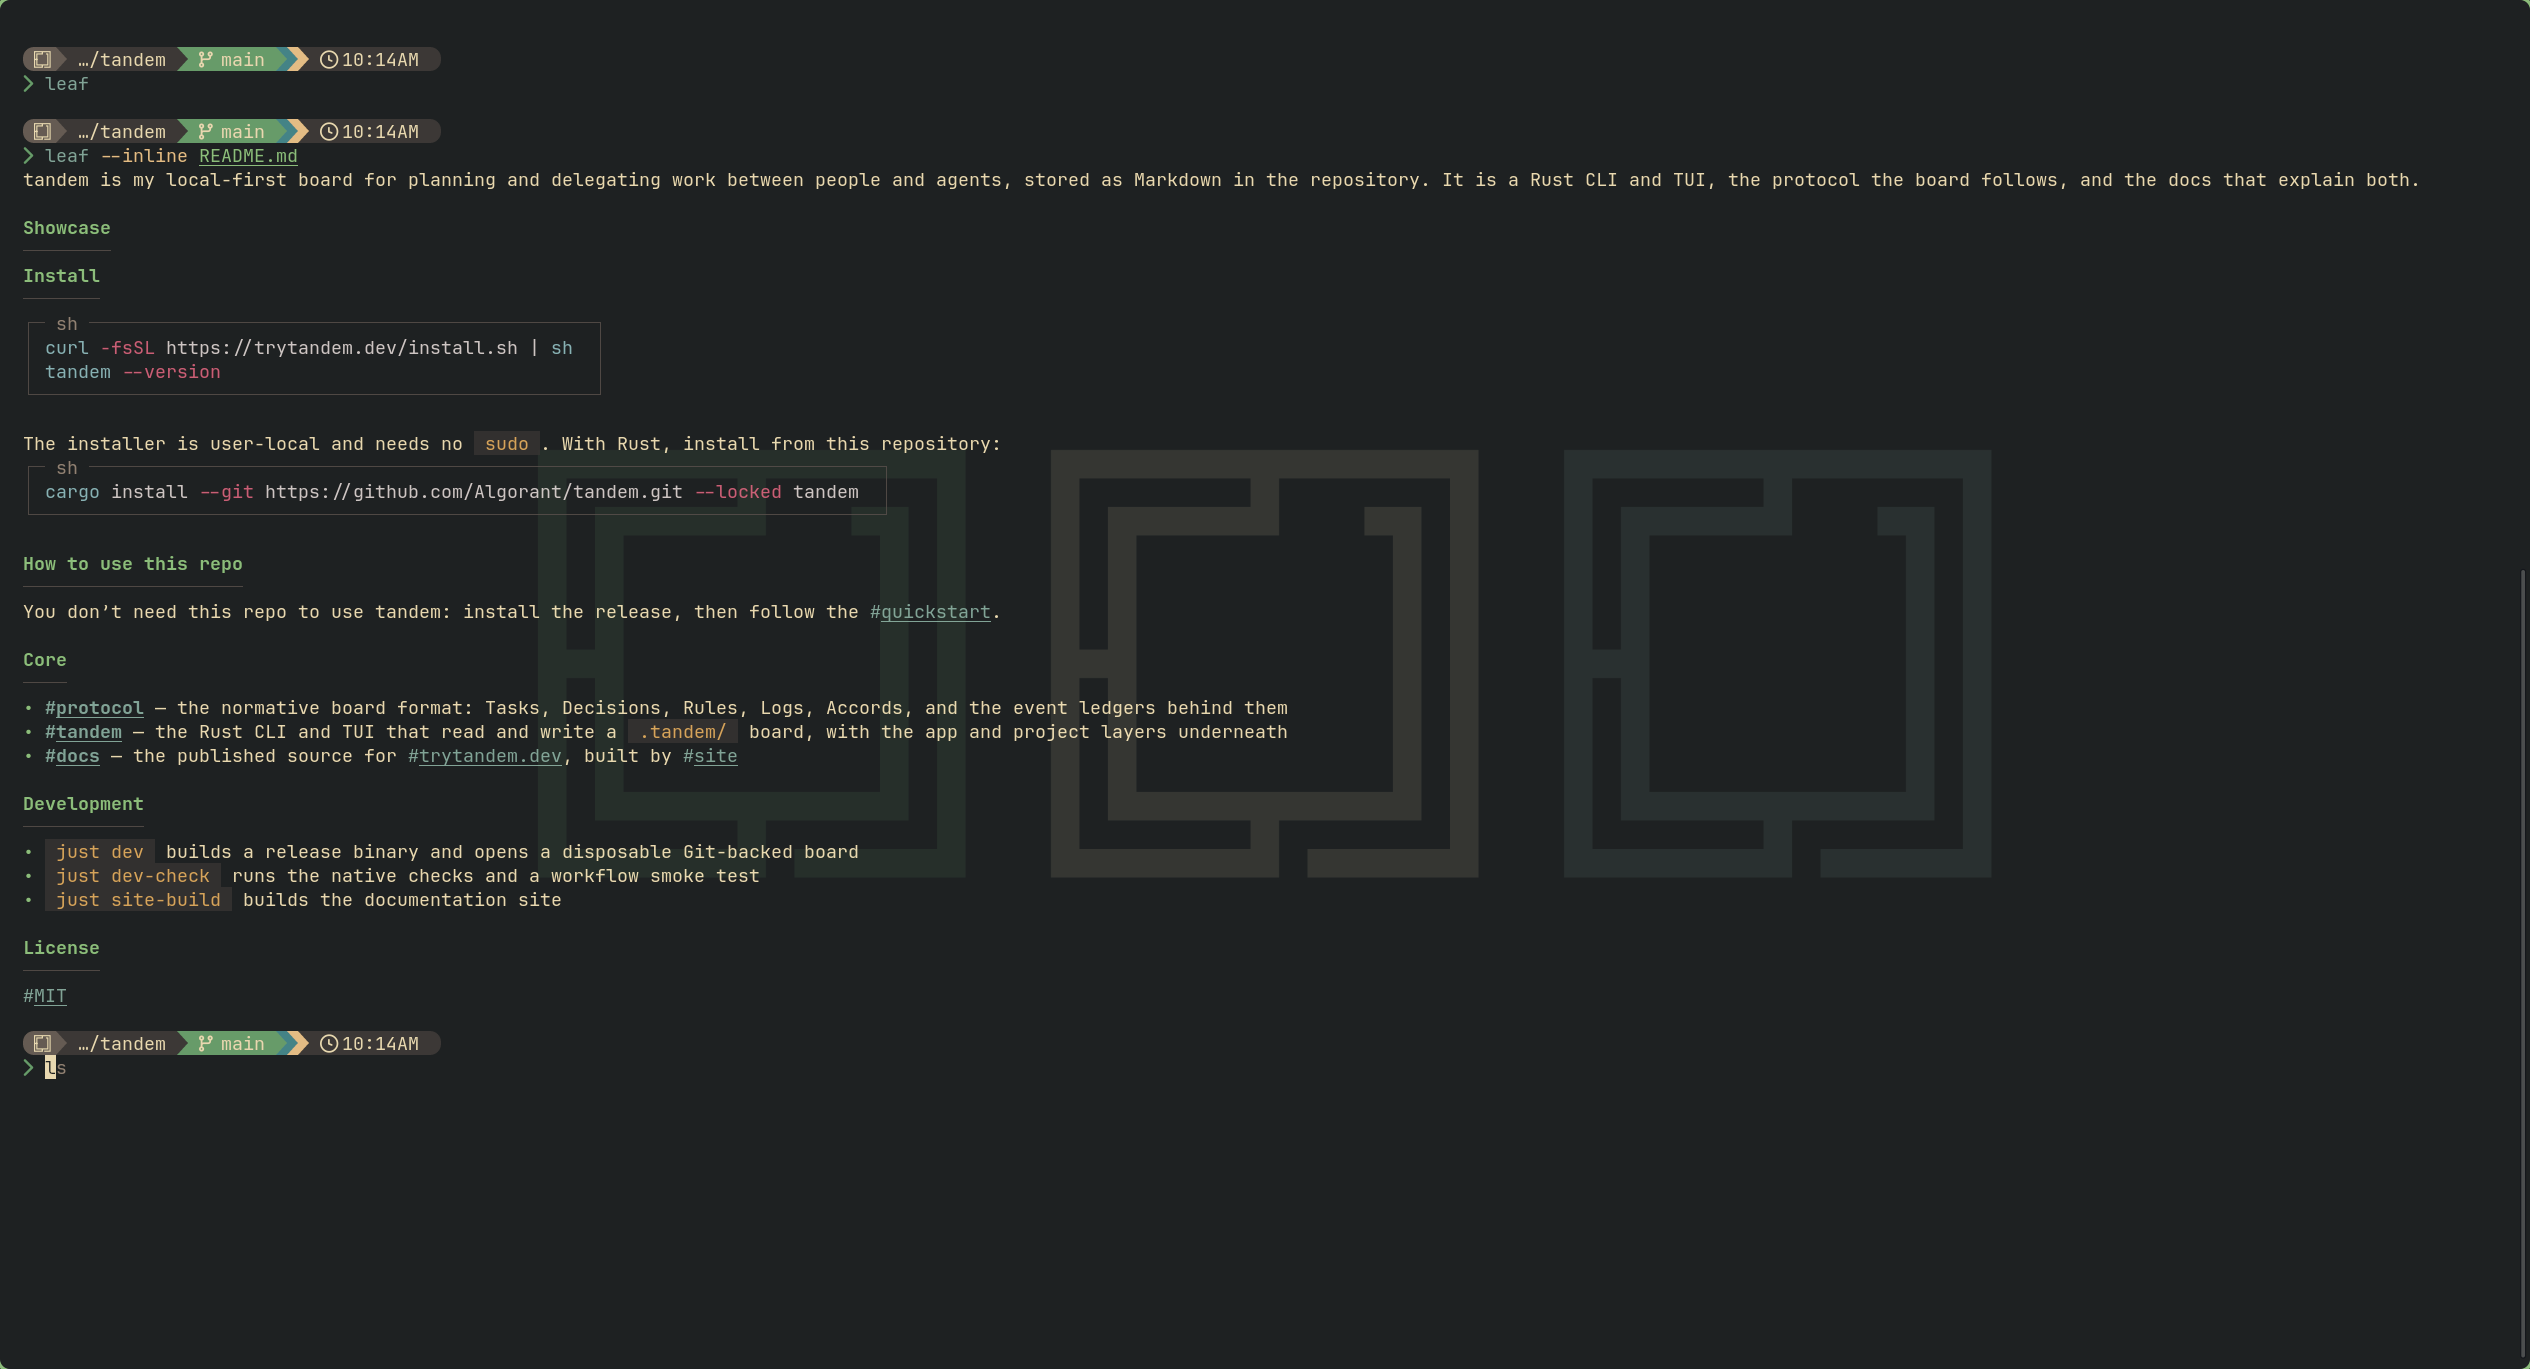 …/tandem main 10:14AM
❯ leaf
…/tandem main 10:14AM
❯ leaf --inline README.md
tandem is my local-first board for planning and delegating work between people and agents, stored as Markdown in the repository. It is a Rust CLI and TUI, the protocol the board follows, and the docs that explain both.
Showcase
Install
sh
curl -fsSL https://trytandem.dev/install.sh | sh
tandem --version
The installer is user-local and needs no sudo . With Rust, install from this repository:
sh
cargo install --git https://github.com/Algorant/tandem.git --locked tandem
How to use this repo
You don’t need this repo to use tandem: install the release, then follow the #quickstart.
Core
• #protocol — the normative board format: Tasks, Decisions, Rules, Logs, Accords, and the event ledgers behind them
• #tandem — the Rust CLI and TUI that read and write a .tandem/ board, with the app and project layers underneath
• #docs — the published source for #trytandem.dev, built by #site
Development
• just dev builds a release binary and opens a disposable Git-backed board
• just dev-check runs the native checks and a workflow smoke test
• just site-build builds the documentation site
License
#MIT
…/tandem main 10:14AM
❯ ls